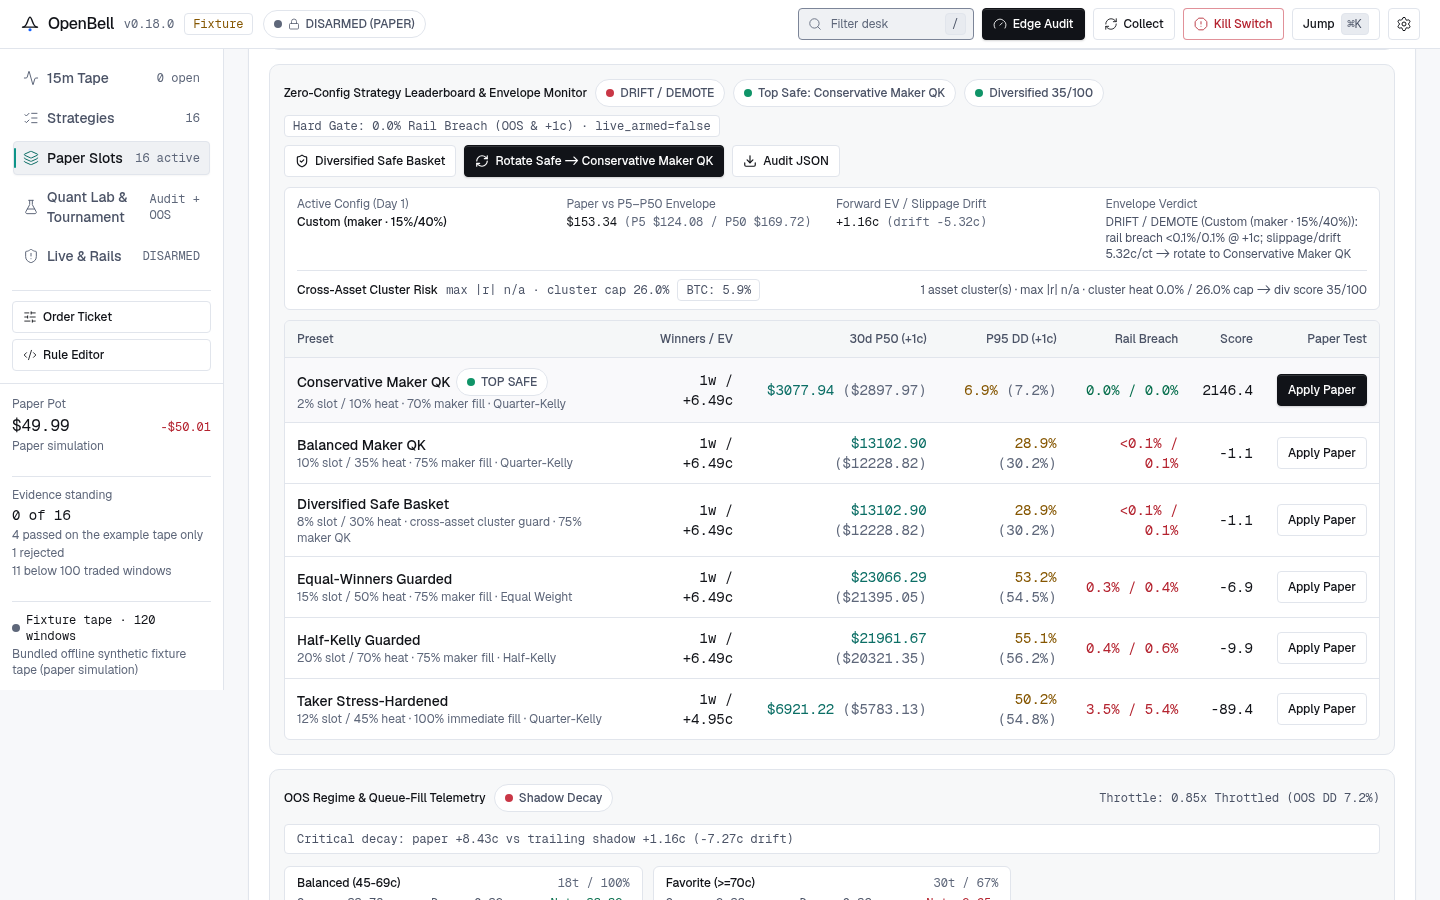 OpenBell v0.18.0 Fixture DISARMED (PAPER) Filter desk / Edge Audit Collect Kill Switch Jump ⌘K
15m Tape 0 open
Strategies 16
Paper Slots 16 active
Quant Lab & Tournament Audit + OOS
Live & Rails DISARMED
Order Ticket
Rule Editor
Paper Pot
$49.99 -$50.01
Paper simulation
Evidence standing
0 of 16
4 passed on the example tape only
1 rejected
11 below 100 traded windows
Fixture tape · 120
windows
Bundled offline synthetic fixture
tape (paper simulation)
Zero-Config Strategy Leaderboard & Envelope Monitor DRIFT / DEMOTE Top Safe: Conservative Maker QK Diversified 35/100
Hard Gate: 0.0% Rail Breach (OOS & +1c) · live_armed=false
Diversified Safe Basket Rotate Safe -> Conservative Maker QK Audit JSON
Active Config (Day 1) Paper vs P5–P50 Envelope Forward EV / Slippage Drift Envelope Verdict
Custom (maker · 15%/40%) $153.34 (P5 $124.08 / P50 $169.72) +1.16c (drift -5.32c) DRIFT / DEMOTE (Custom (maker · 15%/40%)):
rail breach <0.1%/0.1% @ +1c; slippage/drift
5.32c/ct -> rotate to Conservative Maker QK
Cross-Asset Cluster Risk max |r| n/a · cluster cap 26.0% BTC: 5.9% 1 asset cluster(s) · max |r| n/a · cluster heat 0.0% / 26.0% cap -> div score 35/100
Preset Winners / EV 30d P50 (+1c) P95 DD (+1c) Rail Breach Score Paper Test
Conservative Maker QK TOP SAFE 1w / +6.49c $3077.94 ($2897.97) 6.9% (7.2%) 0.0% / 0.0% 2146.4 Apply Paper
2% slot / 10% heat · 70% maker fill · Quarter-Kelly
Balanced Maker QK 1w / +6.49c $13102.90 ($12228.82) 28.9% (30.2%) <0.1% / 0.1% -1.1 Apply Paper
10% slot / 35% heat · 75% maker fill · Quarter-Kelly
Diversified Safe Basket 1w / +6.49c $13102.90 ($12228.82) 28.9% (30.2%) <0.1% / 0.1% -1.1 Apply Paper
8% slot / 30% heat · cross-asset cluster guard · 75%
maker QK
Equal-Winners Guarded 1w / +6.49c $23066.29 ($21395.05) 53.2% (54.5%) 0.3% / 0.4% -6.9 Apply Paper
15% slot / 50% heat · 75% maker fill · Equal Weight
Half-Kelly Guarded 1w / +6.49c $21961.67 ($20321.35) 55.1% (56.2%) 0.4% / 0.6% -9.9 Apply Paper
20% slot / 70% heat · 75% maker fill · Half-Kelly
Taker Stress-Hardened 1w / +4.95c $6921.22 ($5783.13) 50.2% (54.8%) 3.5% / 5.4% -89.4 Apply Paper
12% slot / 45% heat · 100% immediate fill · Quarter-Kelly
OOS Regime & Queue-Fill Telemetry Shadow Decay Throttle: 0.85x Throttled (OOS DD 7.2%)
Critical decay: paper +8.43c vs trailing shadow +1.16c (-7.27c drift)
Balanced (45-69c) 18t / 100% Favorite (>=70c) 30t / 67%